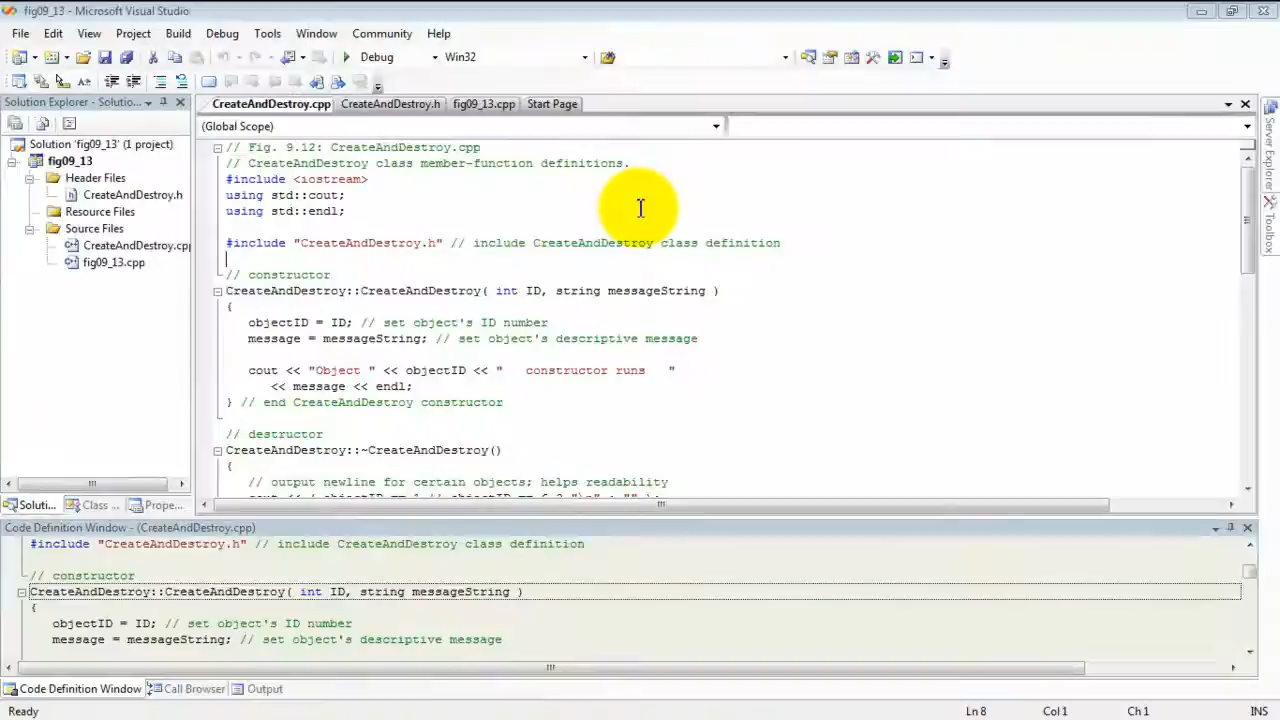 fig09_13 - Microsoft Visual Studio
File Edit View Project Build Debug Tools Window Community Help
Debug Win32
Solution Explorer - Solutio...
CreateAndDestroy.cpp CreateAndDestroy.h fig09_13.cpp Start Page
(Global Scope)
Solution 'fig09_13' (1 project)
fig09_13
Header Files
CreateAndDestroy.h
Resource Files
Source Files
CreateAndDestroy.cpp
fig09_13.cpp
// Fig. 9.12: CreateAndDestroy.cpp
// CreateAndDestroy class member-function definitions.
#include <iostream>
using std::cout;
using std::endl;
#include "CreateAndDestroy.h" // include CreateAndDestroy class definition
// constructor
CreateAndDestroy::CreateAndDestroy( int ID, string messageString )
{
objectID = ID; // set object's ID number
message = messageString; // set object's descriptive message
cout << "Object " << objectID << "   constructor runs   "
<< message << endl;
} // end CreateAndDestroy constructor
// destructor
CreateAndDestroy::~CreateAndDestroy()
{
// output newline for certain objects; helps readability
Server Explorer
Toolbox
Soluti... Class ... Prope...
Code Definition Window - (CreateAndDestroy.cpp)
#include "CreateAndDestroy.h" // include CreateAndDestroy class definition
// constructor
CreateAndDestroy::CreateAndDestroy( int ID, string messageString )
{
objectID = ID; // set object's ID number
message = messageString; // set object's descriptive message
Code Definition Window Call Browser Output
Ready Ln 8 Col 1 Ch 1 INS